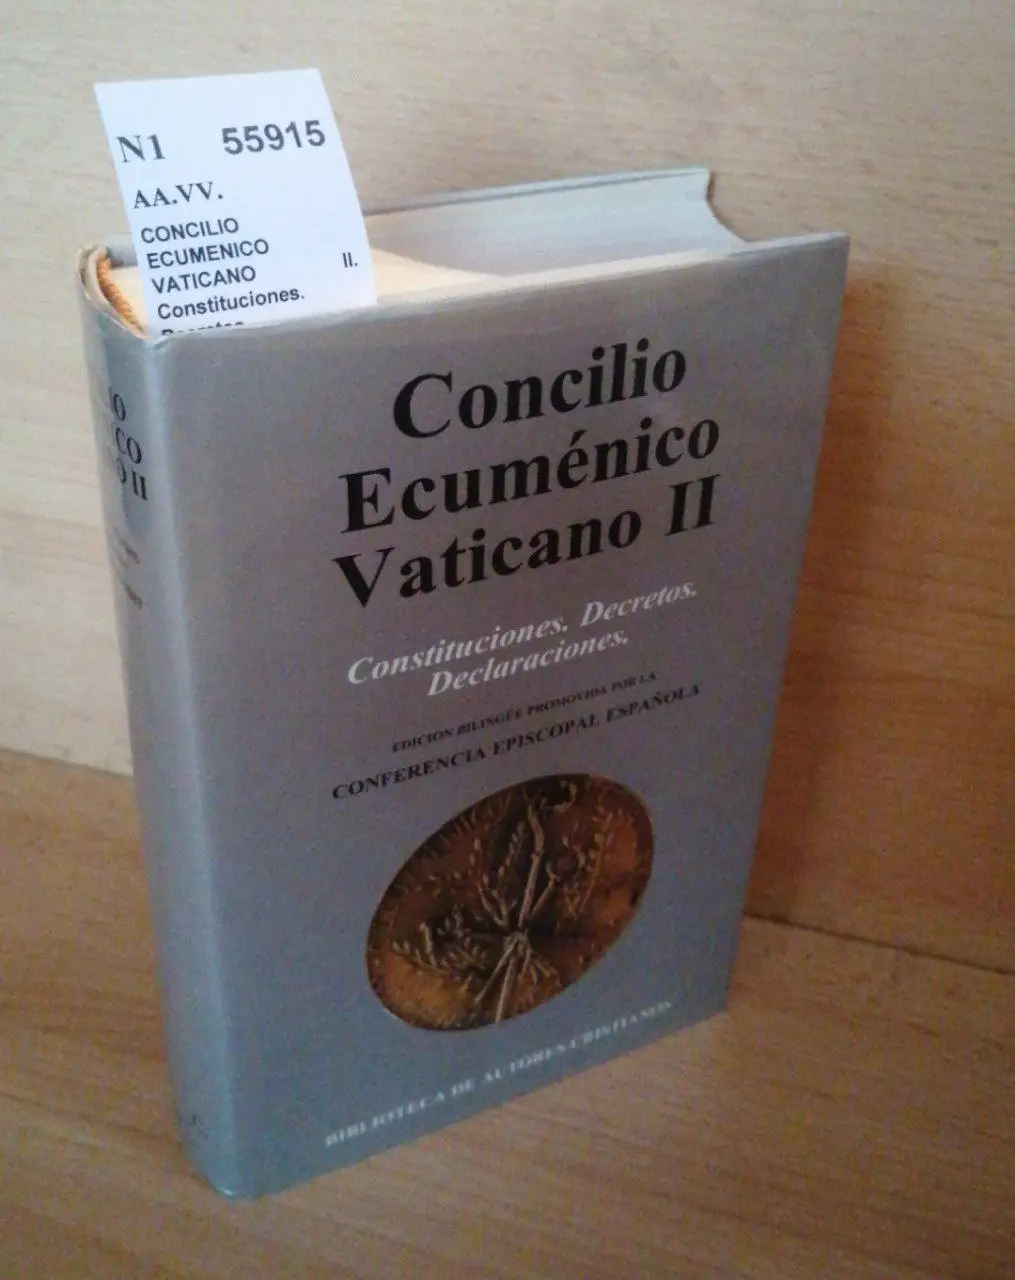 N1 55915
AA.VV.
CONCILIO
ECUMENICO
VATICANO II.
Constituciones.
Concilio
Ecuménico
Vaticano II
Constituciones. Decretos.
Declaraciones.
EDICION BILINGÜE PROMOVIDA POR LA
CONFERENCIA EPISCOPAL ESPAÑOLA
BIBLIOTECA DE AUTORES CRISTIANOS